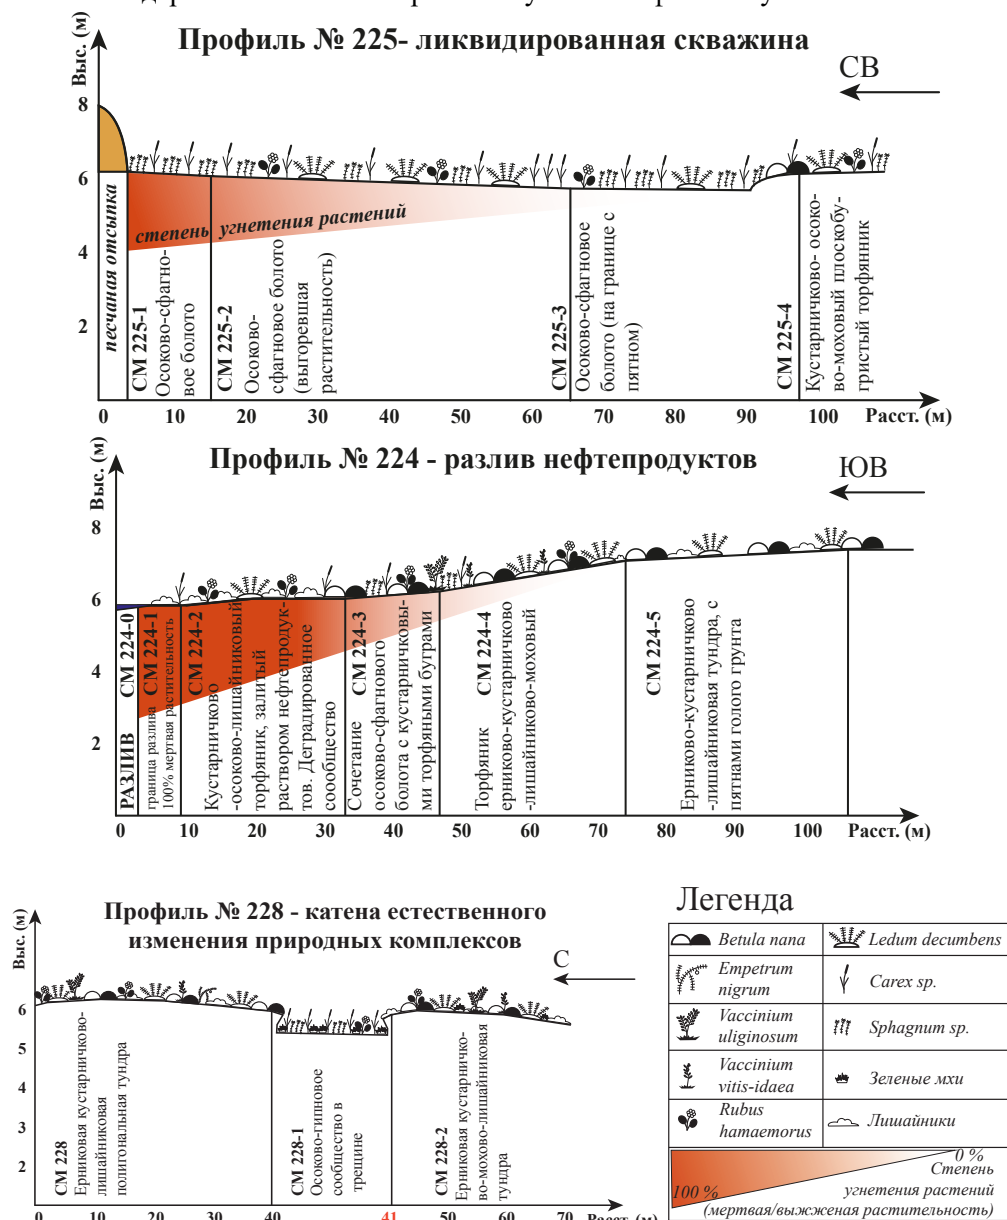 Профиль № 225- ликвидированная скважина
Выс. (м)
СВ
8
6
4
2
степень угнетения растений
песчаная отсыпка
СМ 225-1
Осоково-сфагно-
вое болото
СМ 225-2
Осоково-
сфагновое болото
(выгоревшая
растительность)
СМ 225-3
Осоково-сфагновое
болото (на границе с
пятном)
СМ 225-4
Кустарничково- осоко-
во-моховый плоскобу-
гристый торфянник
0 10 20 30 40 50 60 70 80 90 100 Расст. (м)
Профиль № 224 - разлив нефтепродуктов
Выс. (м)
ЮВ
8
6
4
2
РАЗЛИВ СМ 224-0
СМ 224-1
граница разлива
100% мертвая растительность
СМ 224-2
Кустарничково
-осоково-лишайниковый
торфяник, залитый
раствором нефтепродук-
тов. Деградированное
сообщество
СМ 224-3
Сочетание
осоково-сфагнового
болота с кустарничковы-
ми торфяными буграми
СМ 224-4
Торфяник
ерниково-кустарничково
-лишайниково-моховый
СМ 224-5
Ерниково-кустарничково
-лишайниковая тундра, с
пятнами голого грунта
0 10 20 30 40 50 60 70 80 90 100 Расст. (м)
Профиль № 228 - катена естественного
изменения природных комплексов
Выс. (м)
С
6
5
4
3
2
СМ 228
Ерниковая кустарничково-
лишайниковая
полигональная тундра
СМ 228-1
Осоково-гипновое
сообщество в
трещине
СМ 228-2
Ерниковая кустарничко-
во-мохово-лишайниковая
тундра
0 10 20 30 40 41 50 60 70 Расст. (м)
Легенда
Betula nana
Ledum decumbens
Empetrum
nigrum
Carex sp.
Vaccinium
uliginosum
Sphagnum sp.
Vaccinium
vitis-idaea
Зеленые мхи
Rubus
hamaemorus
Лишайники
0 %
100 %
Степень
угнетения растений
(мертвая/выжженая растительность)